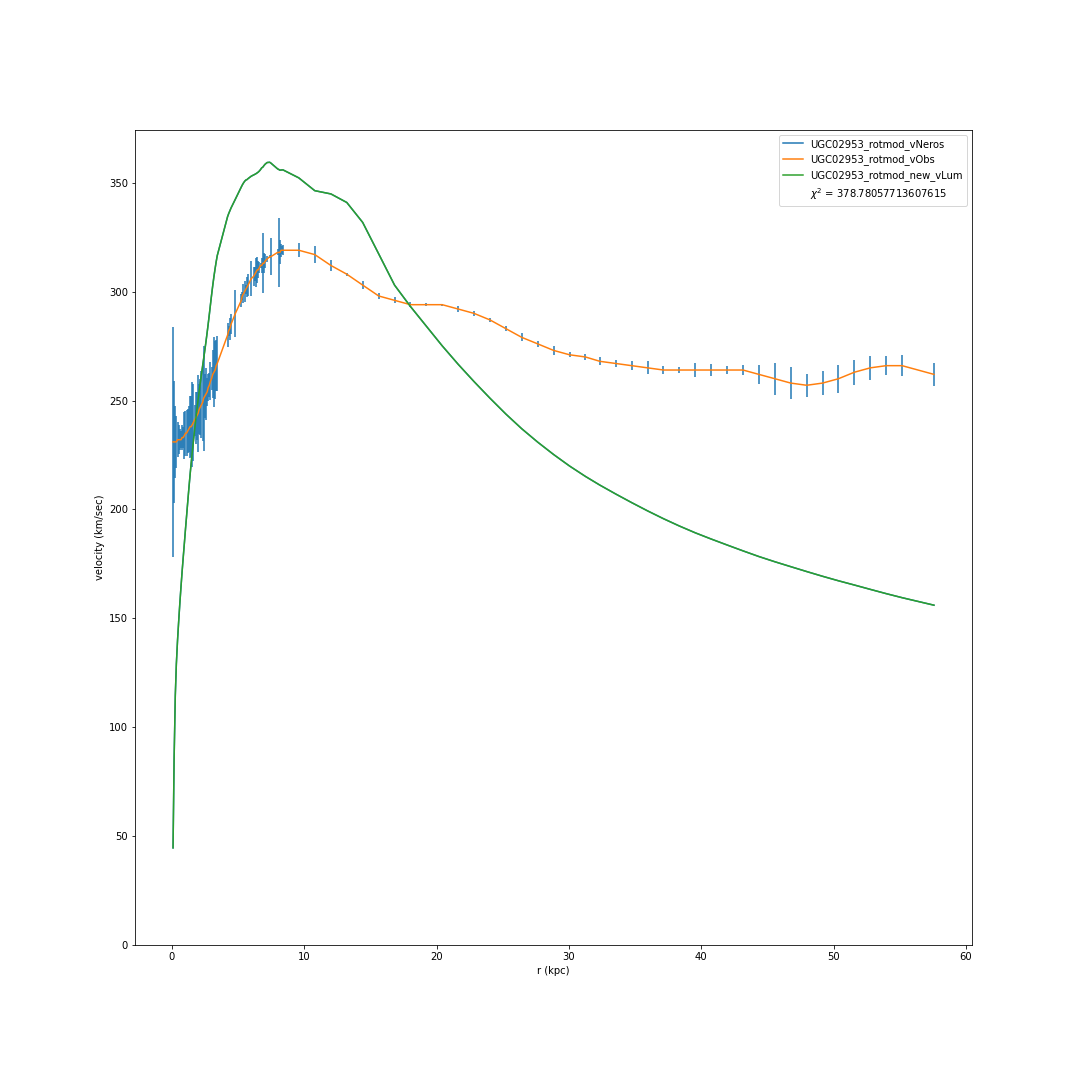 UGC02953_rotmod_vNeros
UGC02953_rotmod_vObs
UGC02953_rotmod_new_vLum
χ² = 378.78057713607615
350
300
250
200
150
100
50
0
velocity (km/sec)
0 10 20 30 40 50 60
r (kpc)